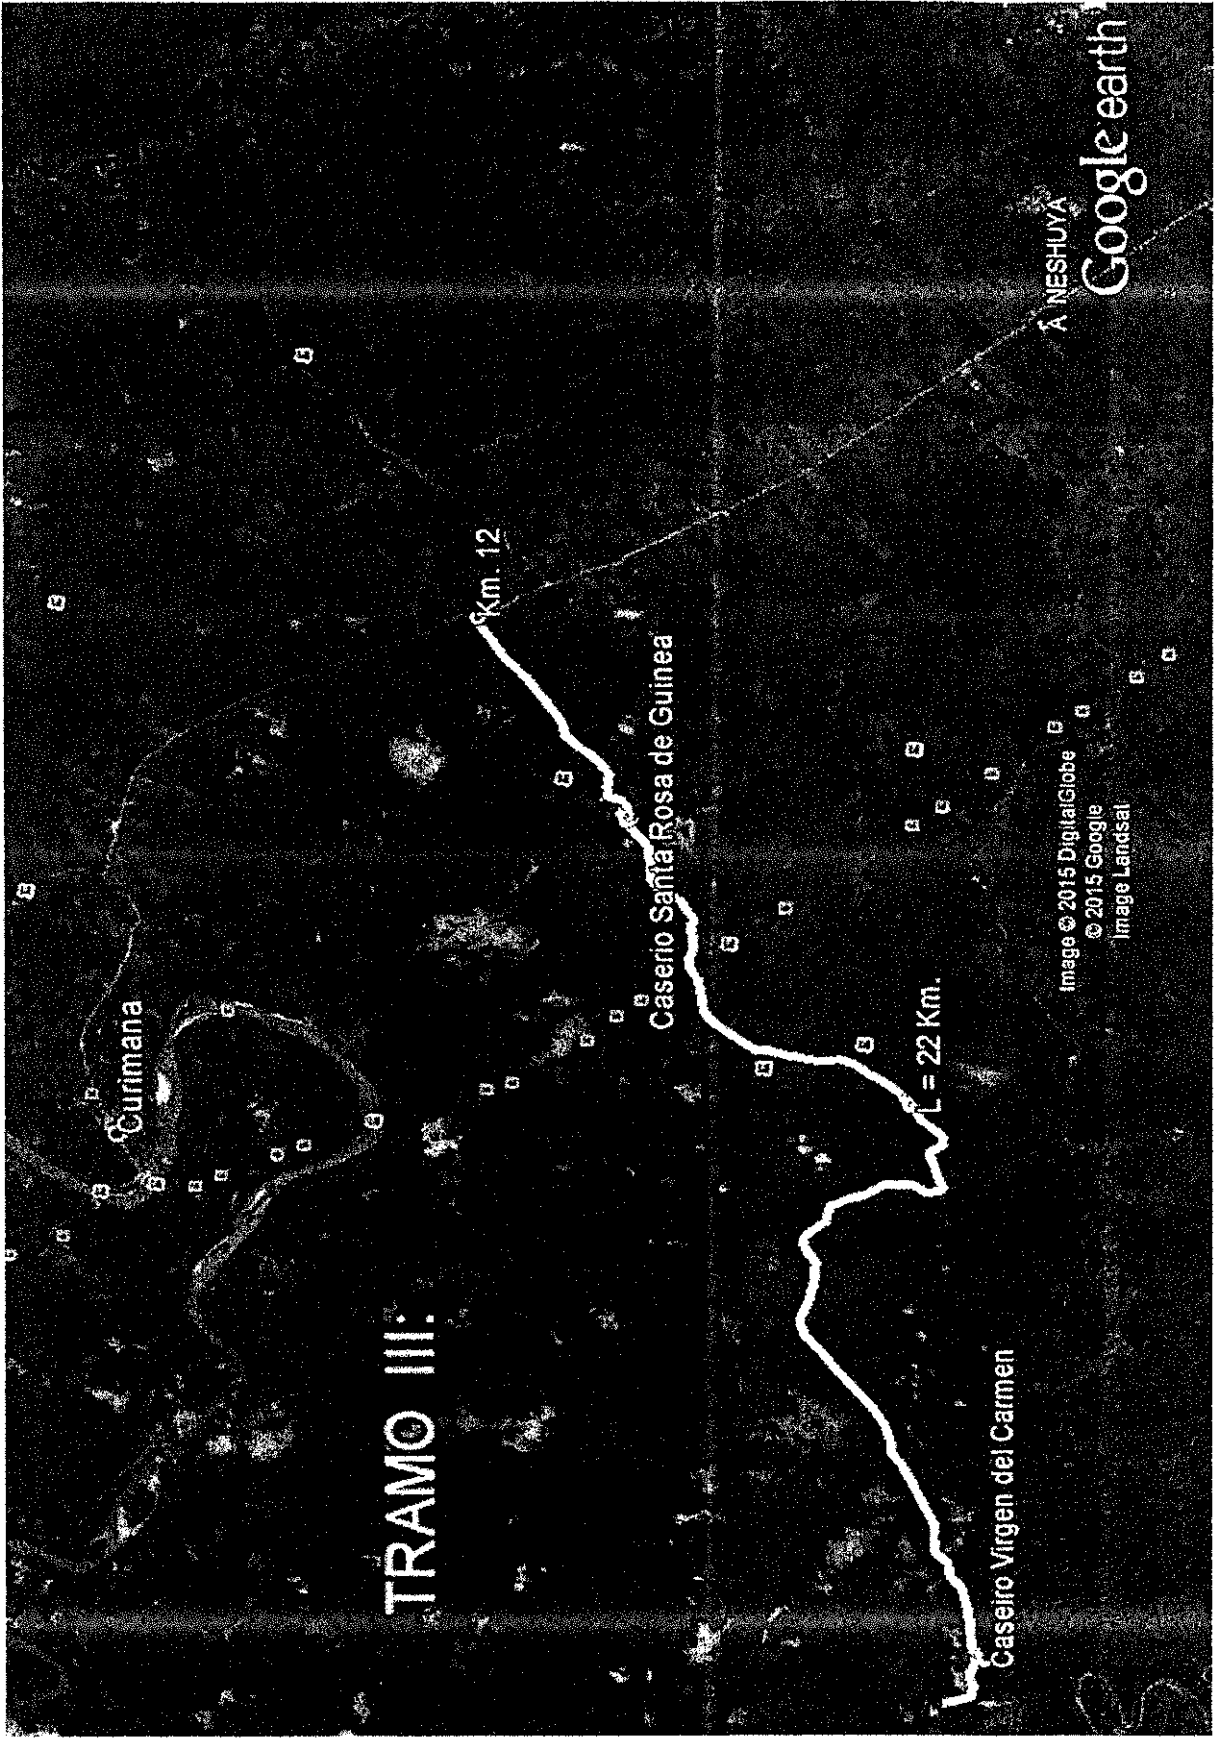 Curimana
TRAMO III:
Km. 12
Caserio Santa Rosa de Guinea
L = 22 Km.
Caseiro Virgen del Carmen
A NESHUYA
Image © 2015 DigitalGlobe
© 2015 Google
Image Landsat
Google earth